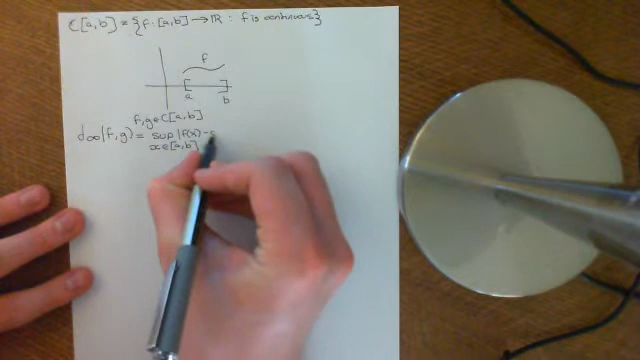 C[a,b] = {f: [a,b] → ℝ : f is continuous}
f
a b
f,g ∈ C[a,b]
d∞(f,g) = sup |f(x) -
x∈[a,b]